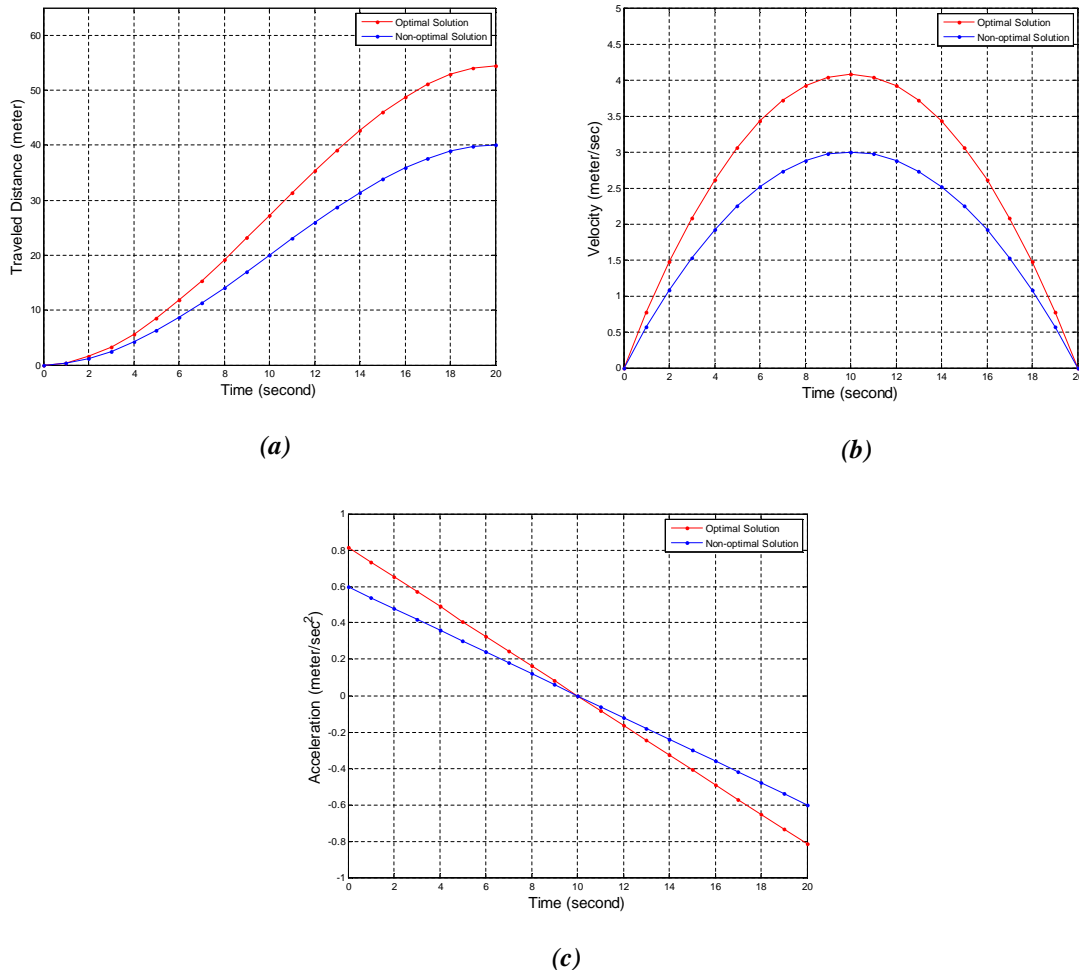 Optimal Solution
Non-optimal Solution
60
50
40
30
20
10
0
Traveled Distance (meter)
0 2 4 6 8 10 12 14 16 18 20
Time (second)
(a)
Optimal Solution
Non-optimal Solution
5
4.5
4
3.5
3
2.5
2
1.5
1
0.5
0
Velocity (meter/sec)
0 2 4 6 8 10 12 14 16 18 20
Time (second)
(b)
Optimal Solution
Non-optimal Solution
1
0.8
0.6
0.4
0.2
0
-0.2
-0.4
-0.6
-0.8
-1
Acceleration (meter/sec²)
0 2 4 6 8 10 12 14 16 18 20
Time (second)
(c)